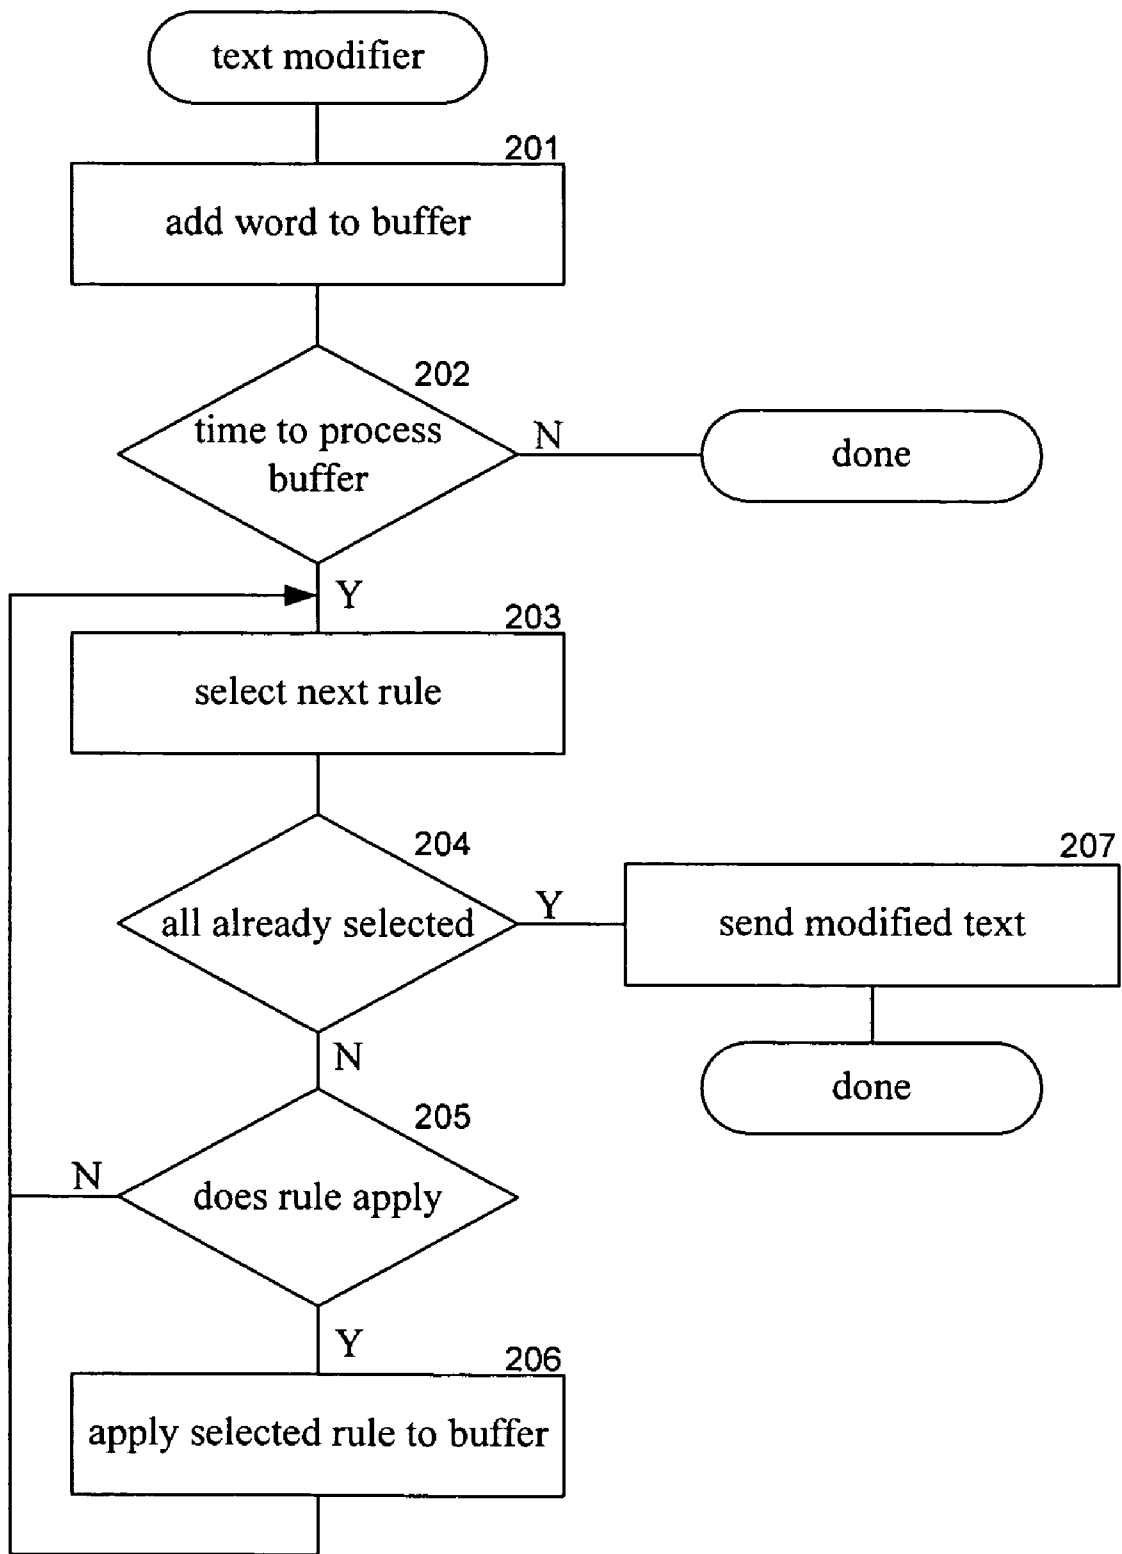 text modifier
201
add word to buffer
202
time to process
buffer
N
done
Y
203
select next rule
204
all already selected
Y
207
send modified text
N
done
205
N
does rule apply
Y
206
apply selected rule to buffer